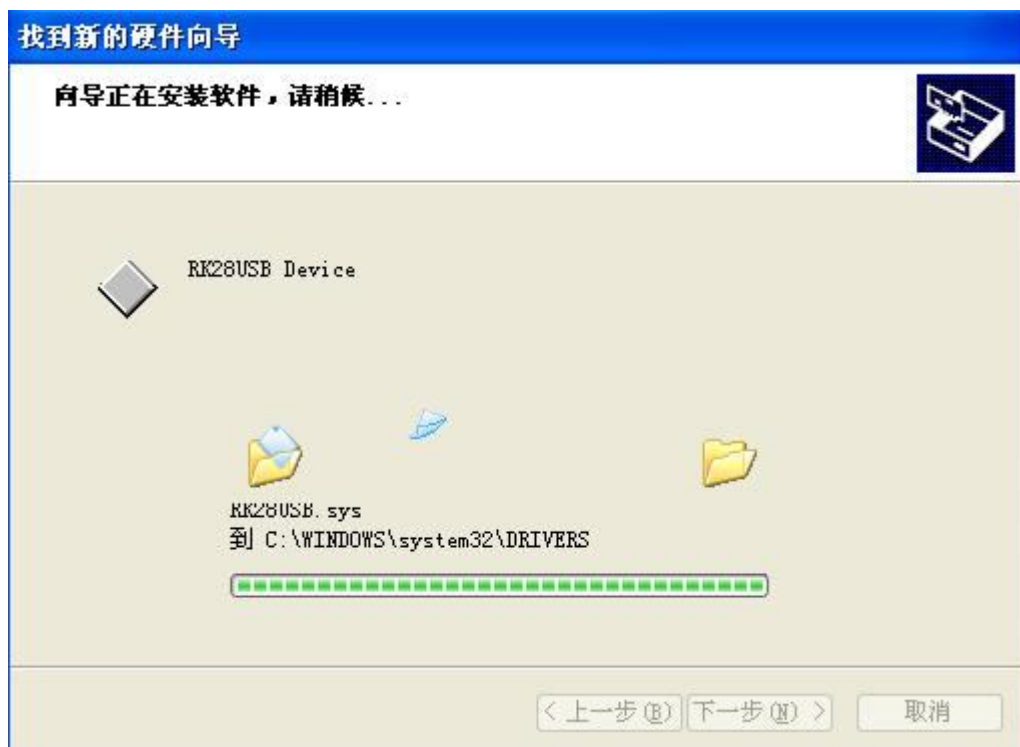 找到新的硬件向导
向导正在安装软件，请稍候...
RK28USB Device
RK28USB.sys
到 C:\WINDOWS\system32\DRIVERS
< 上一步(B) 下一步(N) > 取消